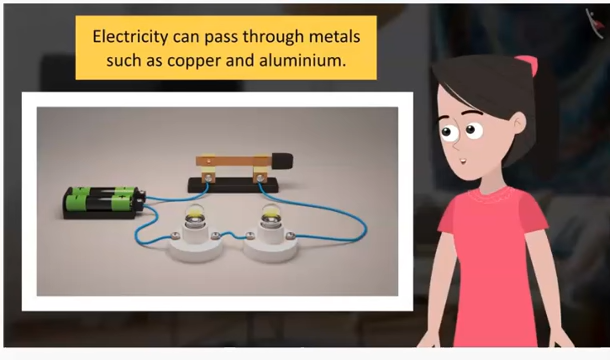 Electricity can pass through metals
such as copper and aluminium.